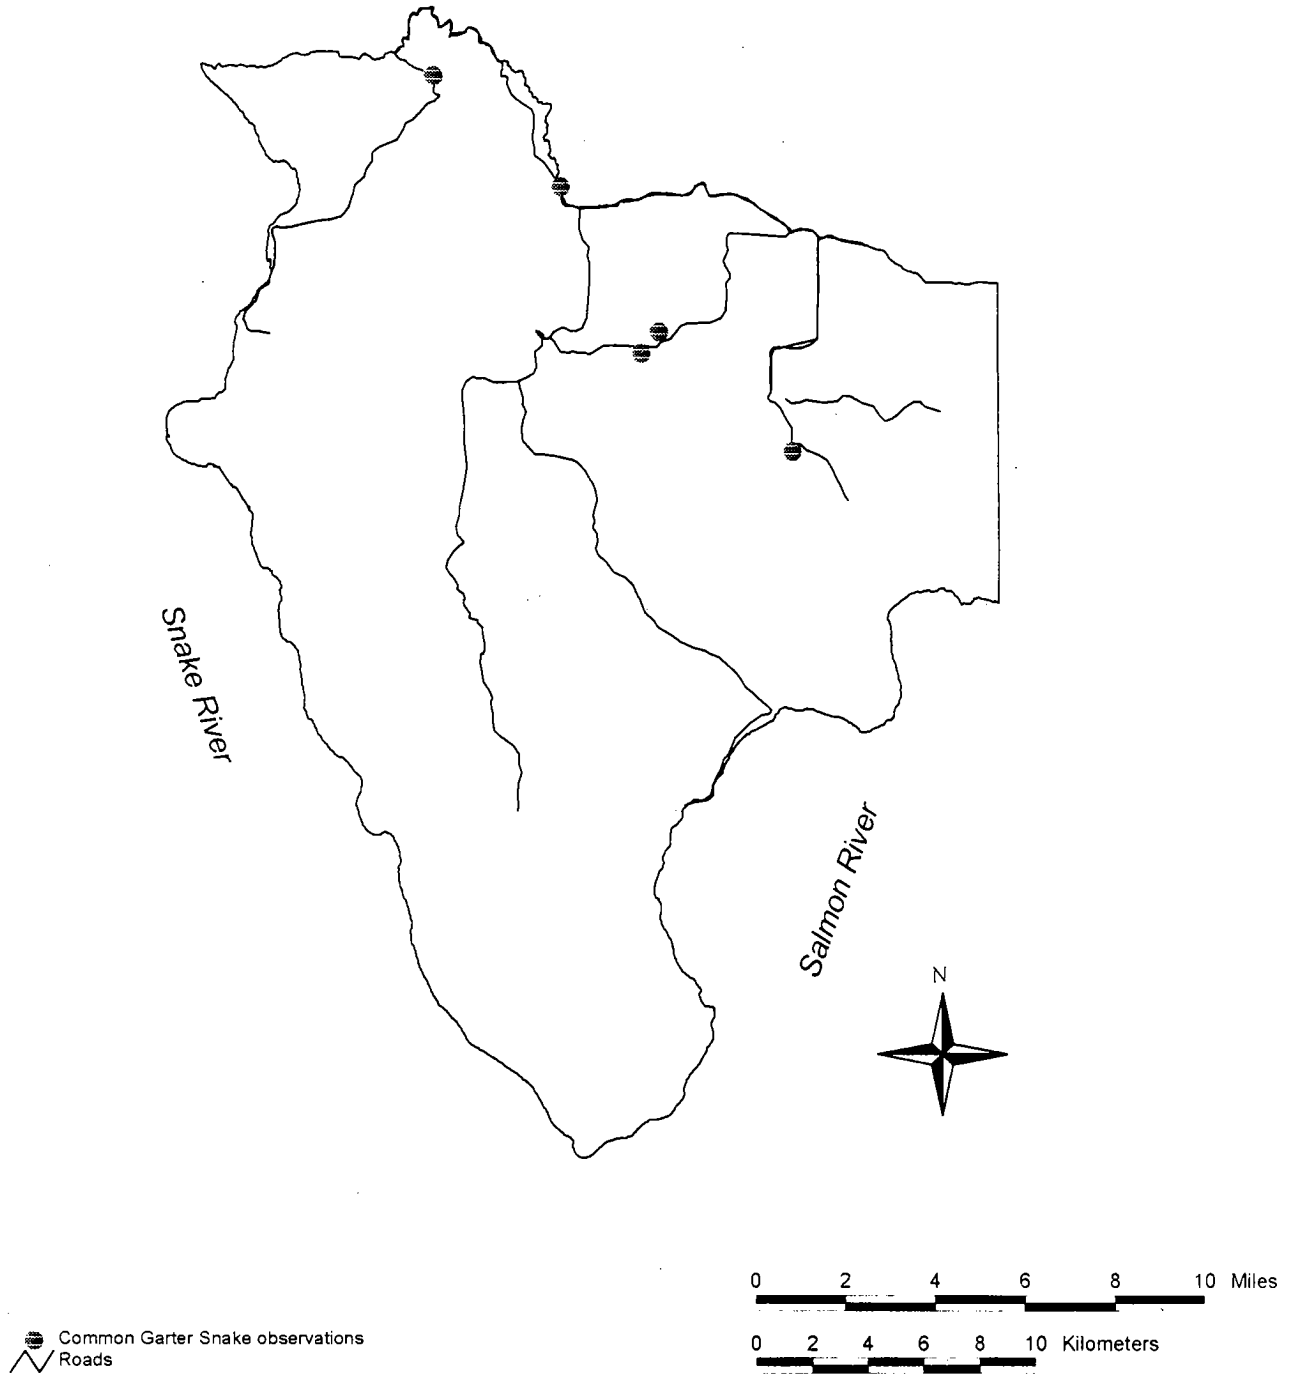 Snake River
Salmon River
N
0 2 4 6 8 10 Miles
0 2 4 6 8 10 Kilometers
Common Garter Snake observations
Roads